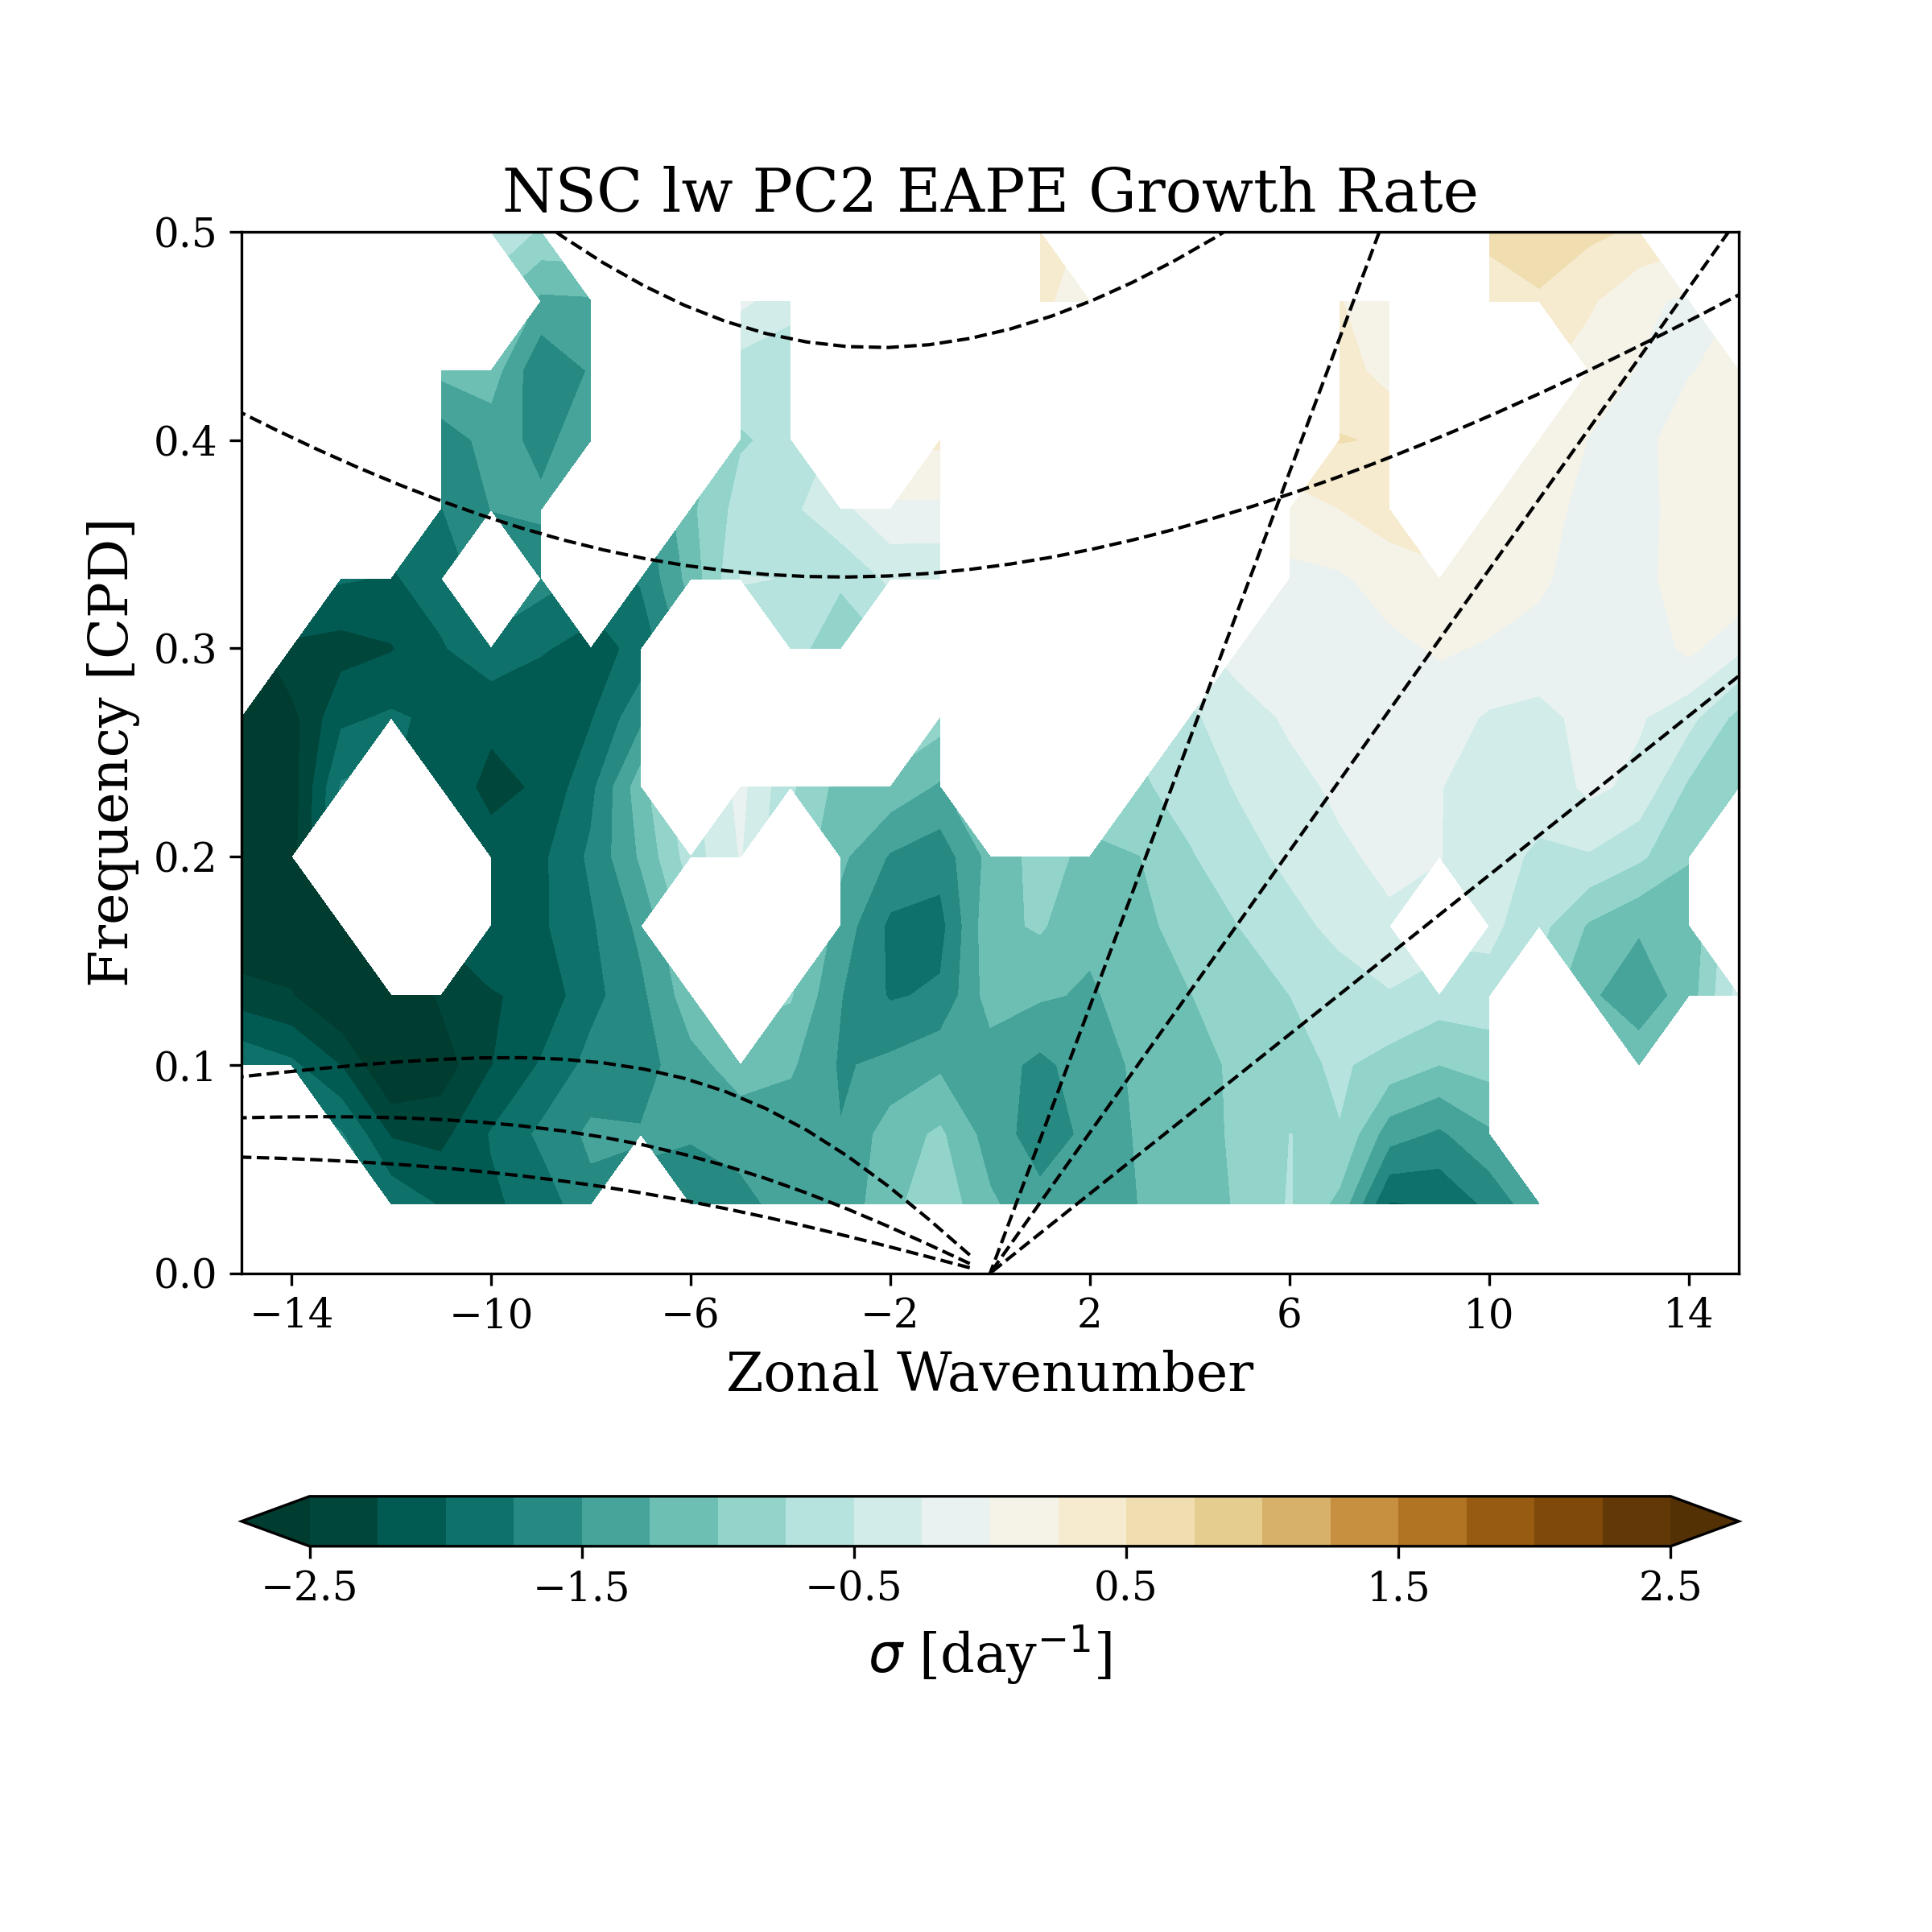 NSC lw PC2 EAPE Growth Rate
0.5
0.4
0.3
0.2
0.1
0.0
Frequency [CPD]
−14 −10 −6 −2 2 6 10 14
Zonal Wavenumber
−2.5 −1.5 −0.5 0.5 1.5 2.5
σ [day⁻¹]